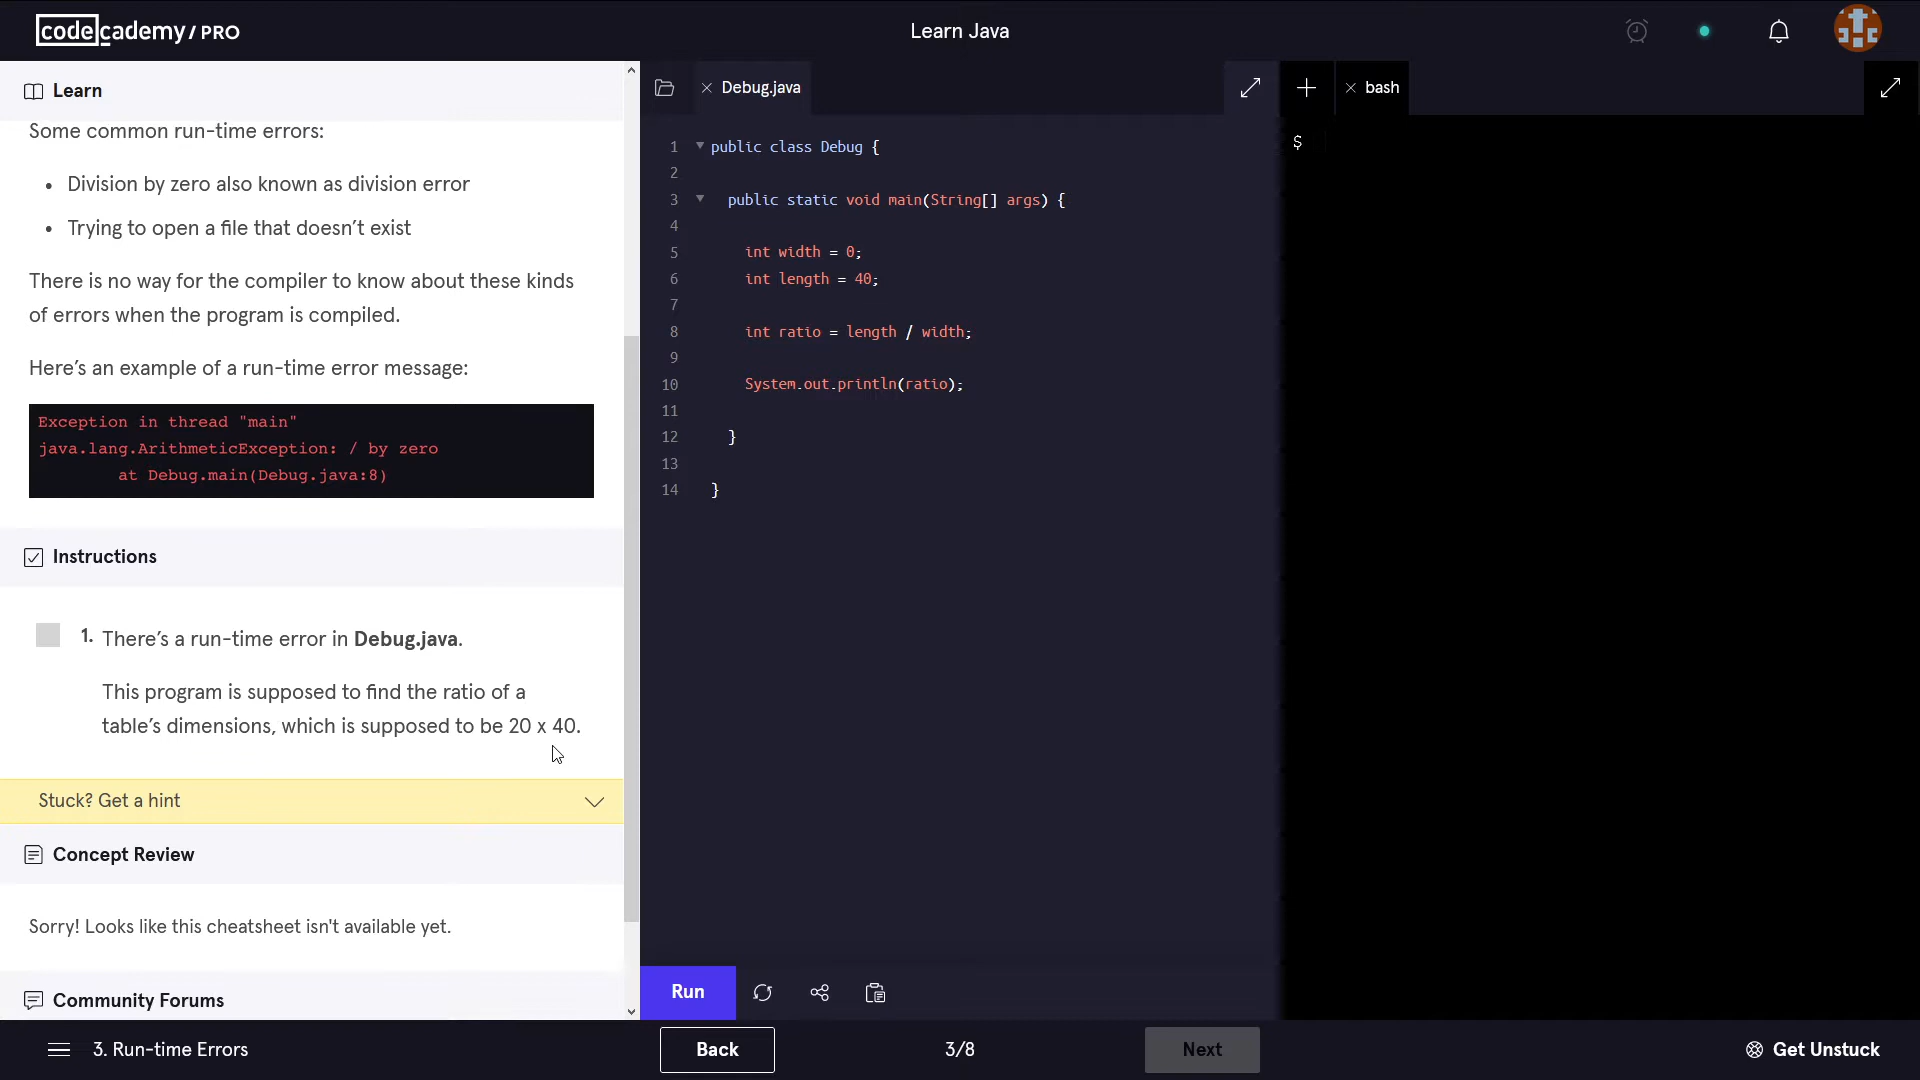 codecademy/PRO
Learn Java
Learn
Some common run-time errors:
• Division by zero also known as division error
• Trying to open a file that doesn’t exist
There is no way for the compiler to know about these kinds
of errors when the program is compiled.
Here’s an example of a run-time error message:
Exception in thread "main"
java.lang.ArithmeticException: / by zero
at Debug.main(Debug.java:8)
Instructions
1. There’s a run-time error in Debug.java.
This program is supposed to find the ratio of a
table’s dimensions, which is supposed to be 20 x 40.
Stuck? Get a hint
Concept Review
Sorry! Looks like this cheatsheet isn't available yet.
Community Forums
Debug.java
1 public class Debug {
2
3 public static void main(String[] args) {
4
5 int width = 0;
6 int length = 40;
7
8 int ratio = length / width;
9
10 System.out.println(ratio);
11
12 }
13
14 }
Run
bash
$
3. Run-time Errors
Back
3/8
Next
Get Unstuck